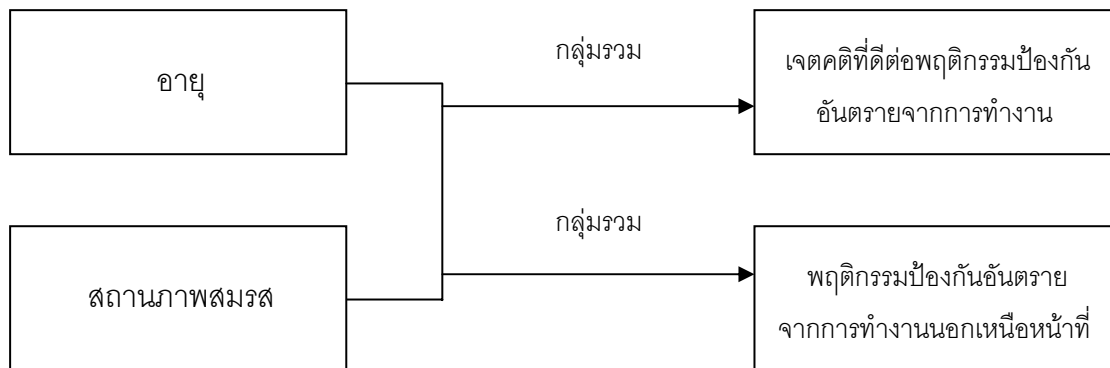 อายุ
กลุ่มรวม
เจตคติที่ดีต่อพฤติกรรมป้องกัน
อันตรายจากการทำงาน
สถานภาพสมรส
กลุ่มรวม
พฤติกรรมป้องกันอันตราย
จากการทำงานนอกเหนือหน้าที่